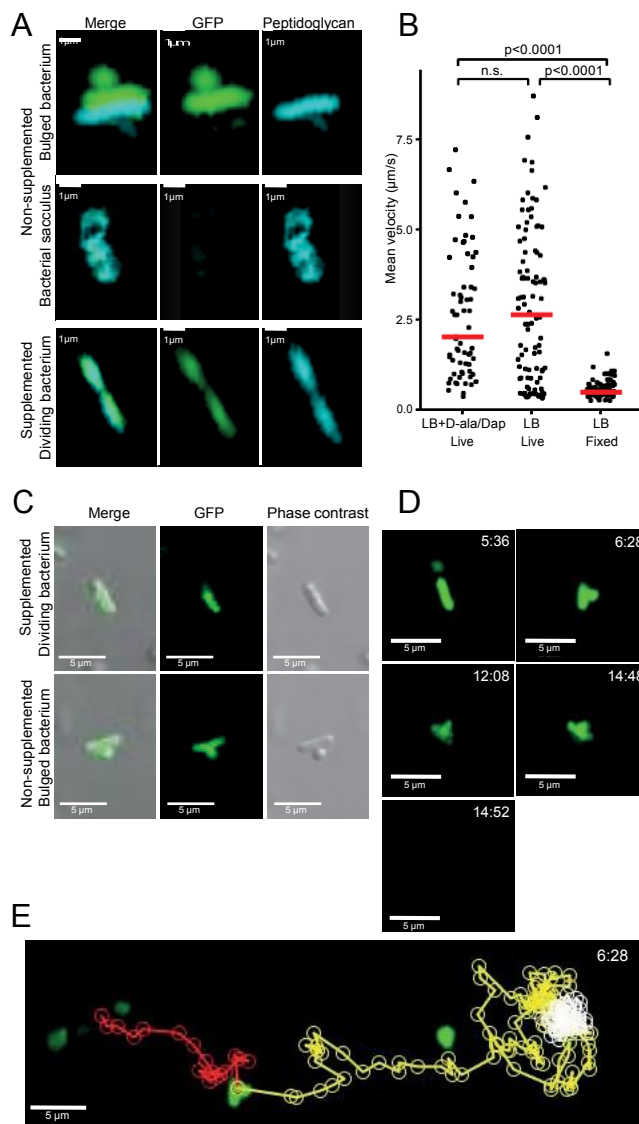 A
Merge
GFP
Peptidoglycan
Non-supplemented
Bulged bacterium
1µm
1µm
1µm
Bacterial sacculus
1µm
1µm
1µm
Supplemented
Dividing bacterium
1µm
1µm
1µm
B
p<0.0001
n.s.
p<0.0001
Mean velocity (µm/s)
7.5
5.0
2.5
0.0
LB+D-ala/Dap
Live
LB
Live
LB
Fixed
C
Merge
GFP
Phase contrast
Supplemented
Dividing bacterium
5 µm
5 µm
5 µm
Non-supplemented
Bulged bacterium
5 µm
5 µm
5 µm
D
5:36
6:28
5 µm
5 µm
12:08
14:48
5 µm
5 µm
14:52
5 µm
E
6:28
5 µm